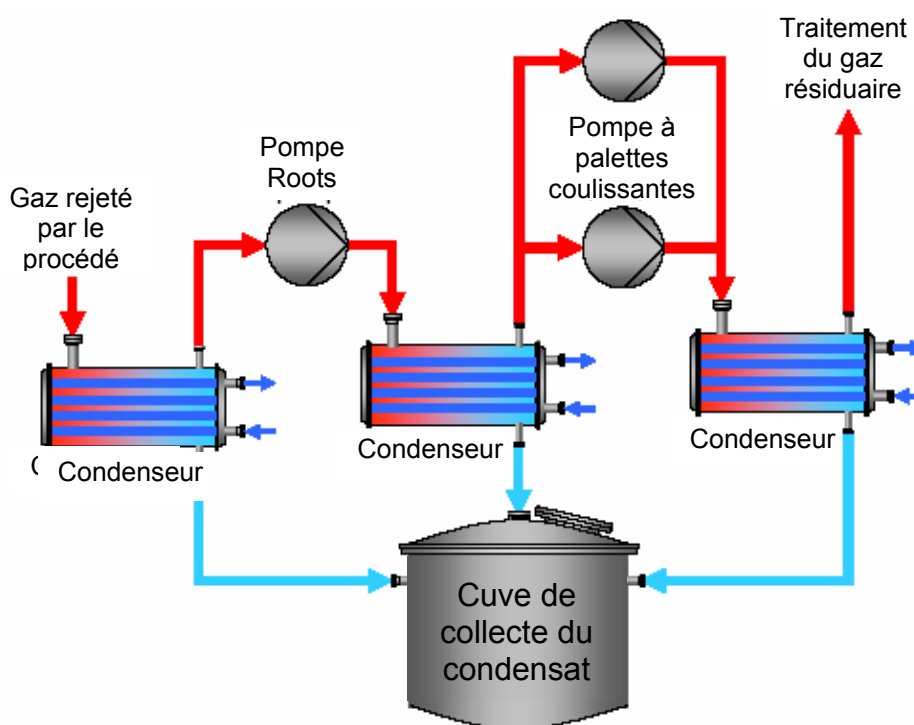 Gaz rejeté
par le
procédé
Pompe
Roots
Pompe à
palettes
coulissantes
Traitement
du gaz
résiduaire
Condenseur
Condenseur
Condenseur
Cuve de
collecte du
condensat